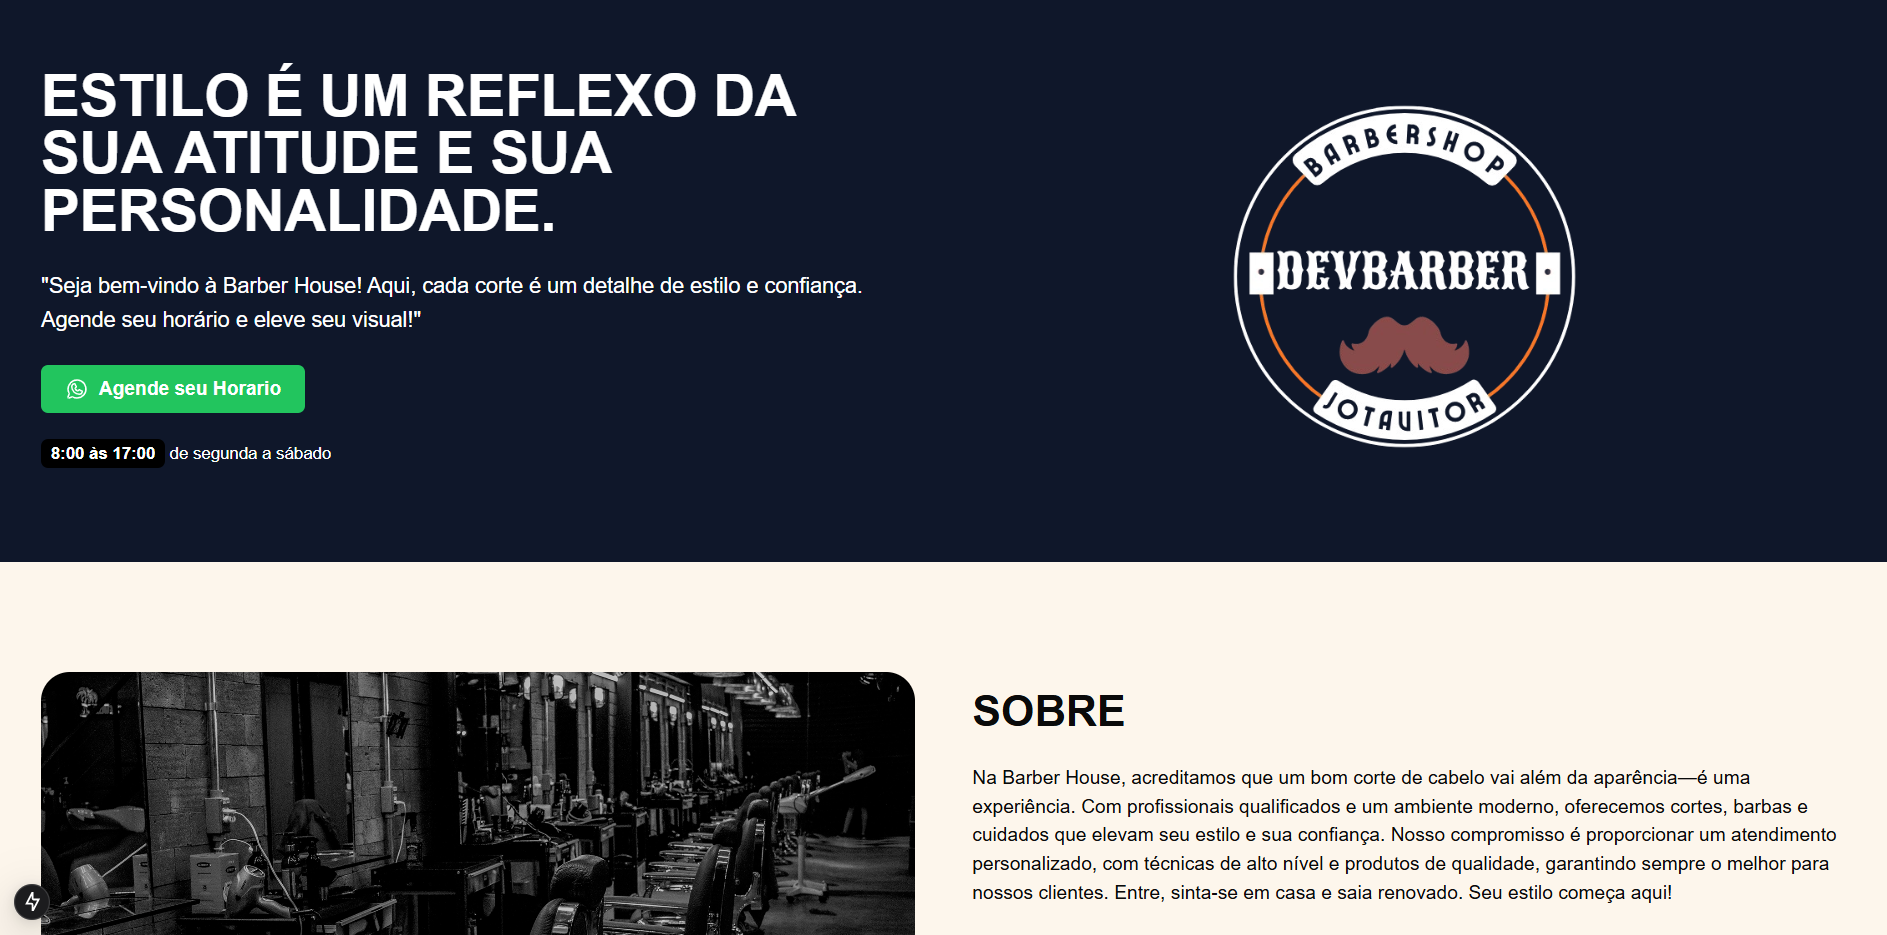 ESTILO É UM REFLEXO DA
SUA ATITUDE E SUA
PERSONALIDADE.
"Seja bem-vindo à Barber House! Aqui, cada corte é um detalhe de estilo e confiança.
Agende seu horário e eleve seu visual!"
Agende seu Horario
8:00 às 17:00 de segunda a sábado
BARBERSHOP
DEVBARBER
JOTAVITOR
SOBRE
Na Barber House, acreditamos que um bom corte de cabelo vai além da aparência—é uma
experiência. Com profissionais qualificados e um ambiente moderno, oferecemos cortes, barbas e
cuidados que elevam seu estilo e sua confiança. Nosso compromisso é proporcionar um atendimento
personalizado, com técnicas de alto nível e produtos de qualidade, garantindo sempre o melhor para
nossos clientes. Entre, sinta-se em casa e saia renovado. Seu estilo começa aqui!